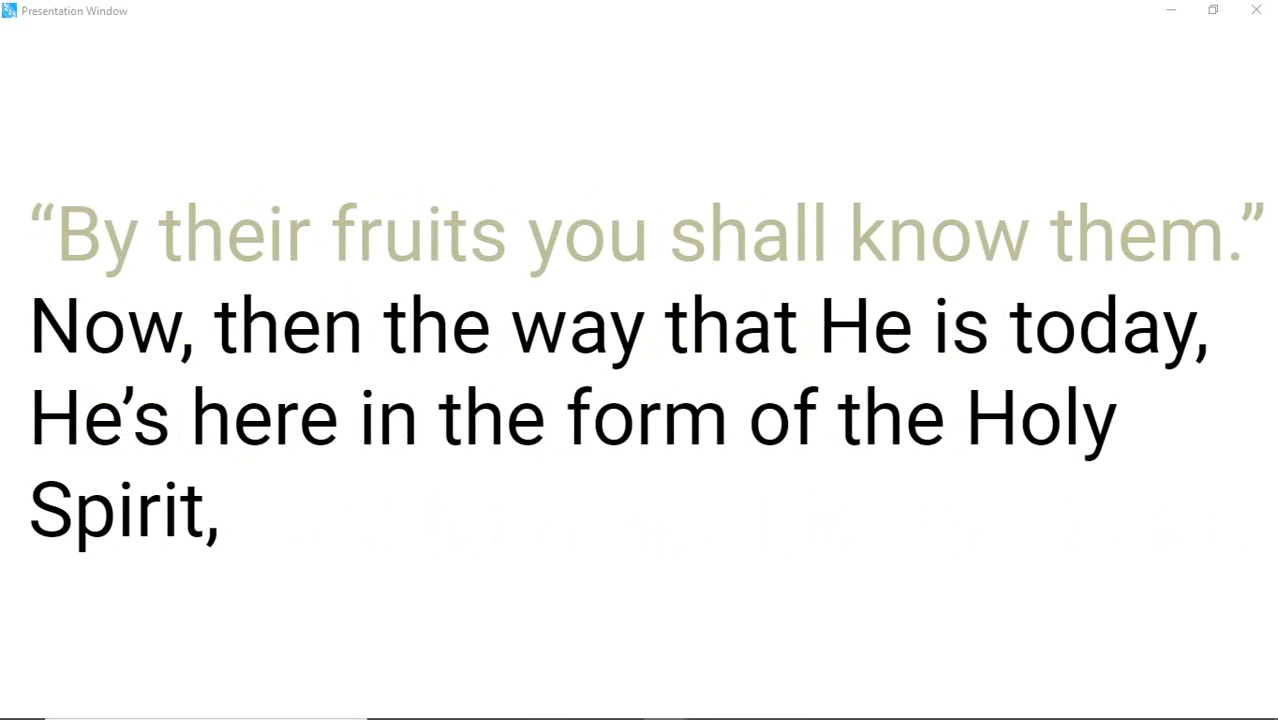 Presentation Window
“By their fruits you shall know them.”
Now, then the way that He is today,
He’s here in the form of the Holy
Spirit,